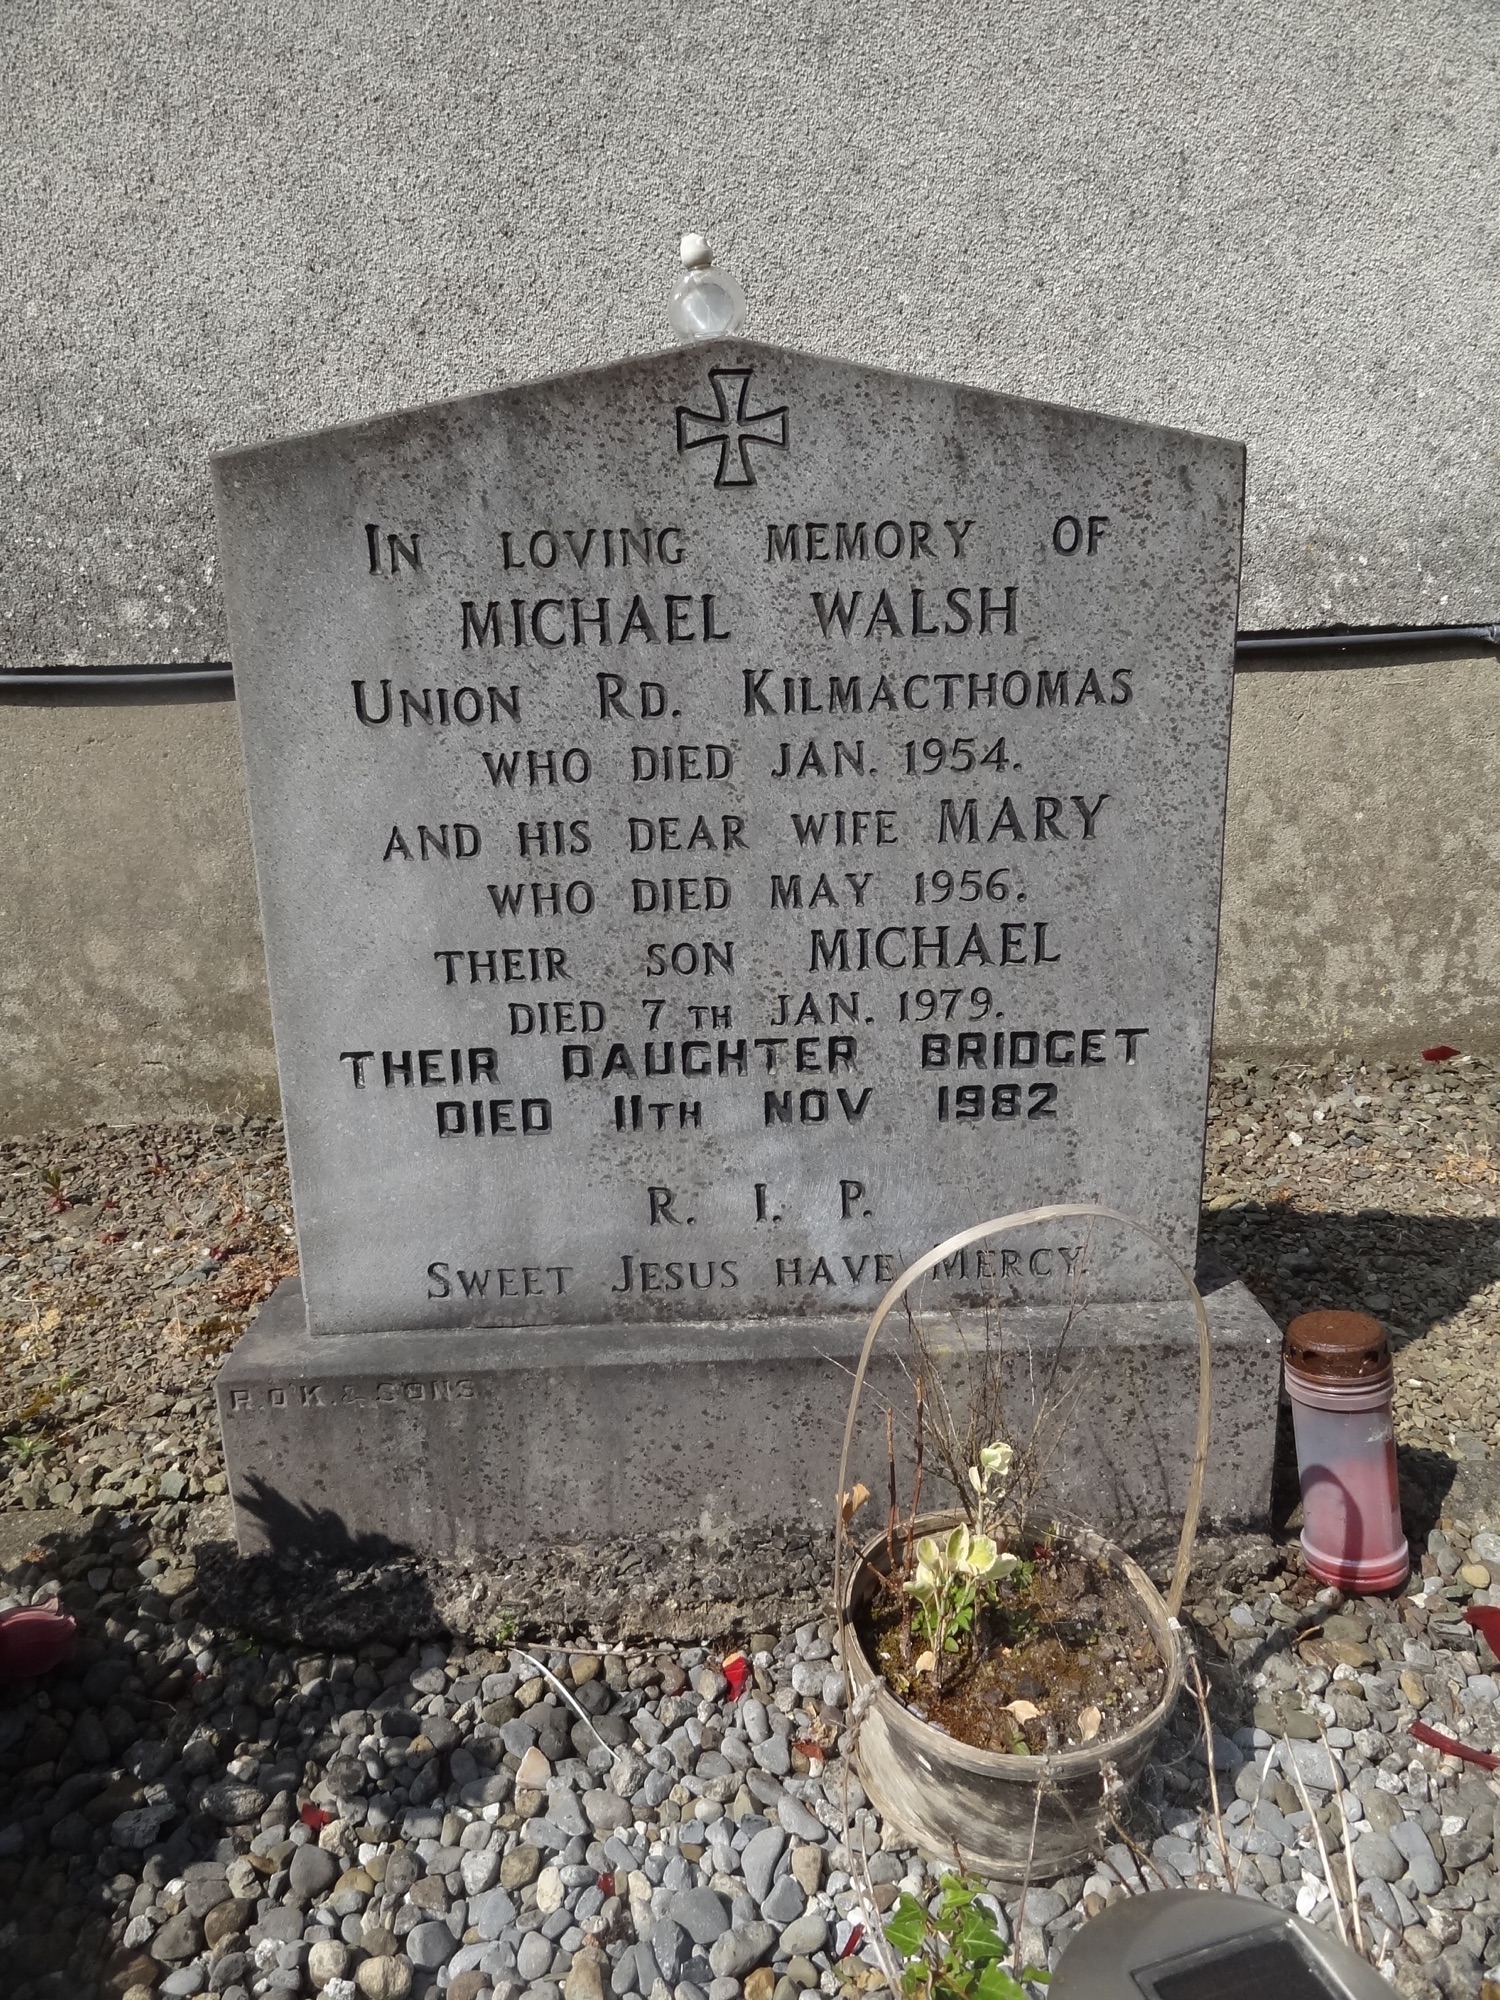 IN LOVING MEMORY OF
MICHAEL WALSH
UNION RD. KILMACTHOMAS
WHO DIED JAN. 1954.
AND HIS DEAR WIFE MARY
WHO DIED MAY 1956.
THEIR SON MICHAEL
DIED 7 TH JAN. 1979.
THEIR DAUGHTER BRIDGET
DIED 11TH NOV 1982
R. I. P.
SWEET JESUS HAVE MERCY.
R.O'K.& SONS